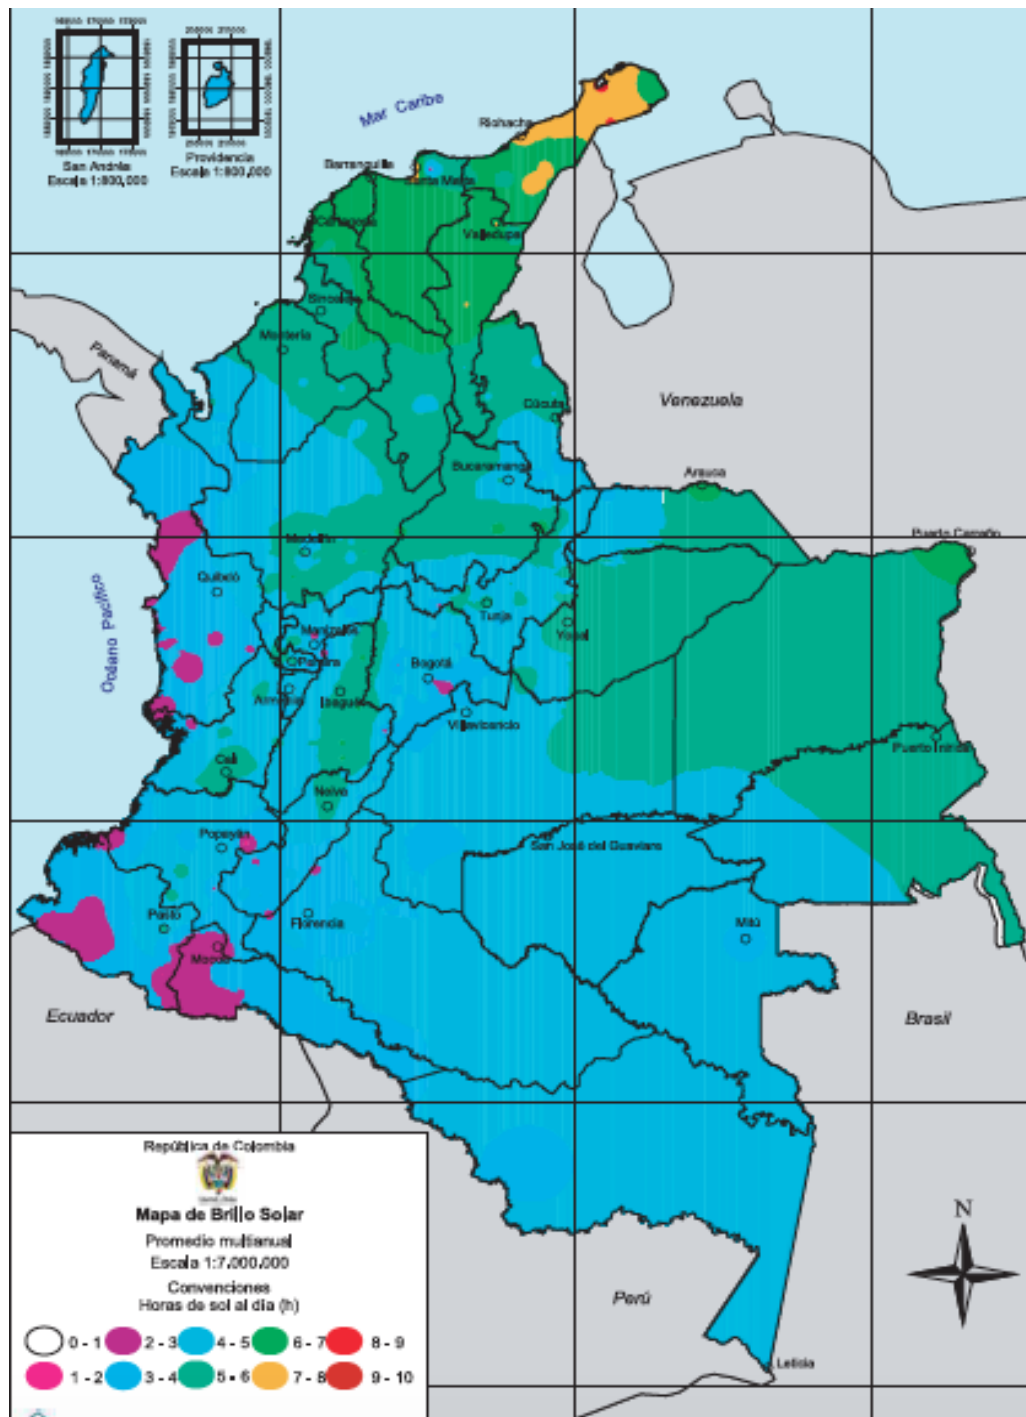 San Andrés
Escala 1:800,000
Providencia
Escala 1:800,000
Mar Caribe
Riohacha
Barranquilla
Santa Marta
Cartagena
Valledupar
Sincelejo
Montería
Panamá
Venezuela
Cúcuta
Bucaramanga
Arauca
Puerto Carreño
Medellín
Océano Pacífico
Quibdó
Tunja
Yopal
Manizales
Pereira
Bogotá
Armenia
Ibagué
Villavicencio
Puerto Inírida
Cali
Neiva
Popayán
San José del Guaviare
Pasto
Florencia
Mitú
Mocoa
Ecuador
Brasil
República de Colombia
Mapa de Brillo Solar
Promedio multianual
Escala 1:7.000.000
Convenciones
Horas de sol al día (h)
0 - 1 2 - 3 4 - 5 6 - 7 8 - 9
1 - 2 3 - 4 5 - 6 7 - 8 9 - 10
N
Perú
Leticia